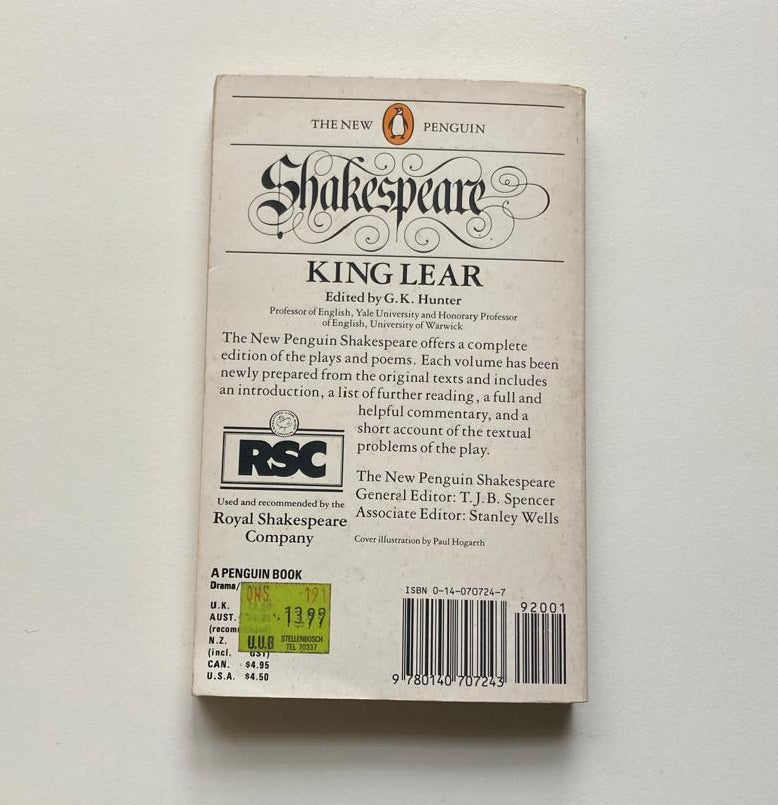 THE NEW PENGUIN
Shakespeare
KING LEAR
Edited by G.K. Hunter
Professor of English, Yale University and Honorary Professor
of English, University of Warwick
The New Penguin Shakespeare offers a complete
edition of the plays and poems. Each volume has been
newly prepared from the original texts and includes
an introduction, a list of further reading, a full and
helpful commentary, and a
short account of the textual
problems of the play.
RSC
Used and recommended by the
Royal Shakespeare
Company
The New Penguin Shakespeare
General Editor: T.J.B. Spencer
Associate Editor: Stanley Wells
Cover illustration by Paul Hogarth
A PENGUIN BOOK
Drama/
U.K.
AUST.
N.Z.
(incl. GST)
CAN. $4.95
U.S.A. $4.50
191
13.99
U.U.B STELLENBOSCH
TEL 70337
ISBN 0-14-070724-7
92001
9 780140 707243